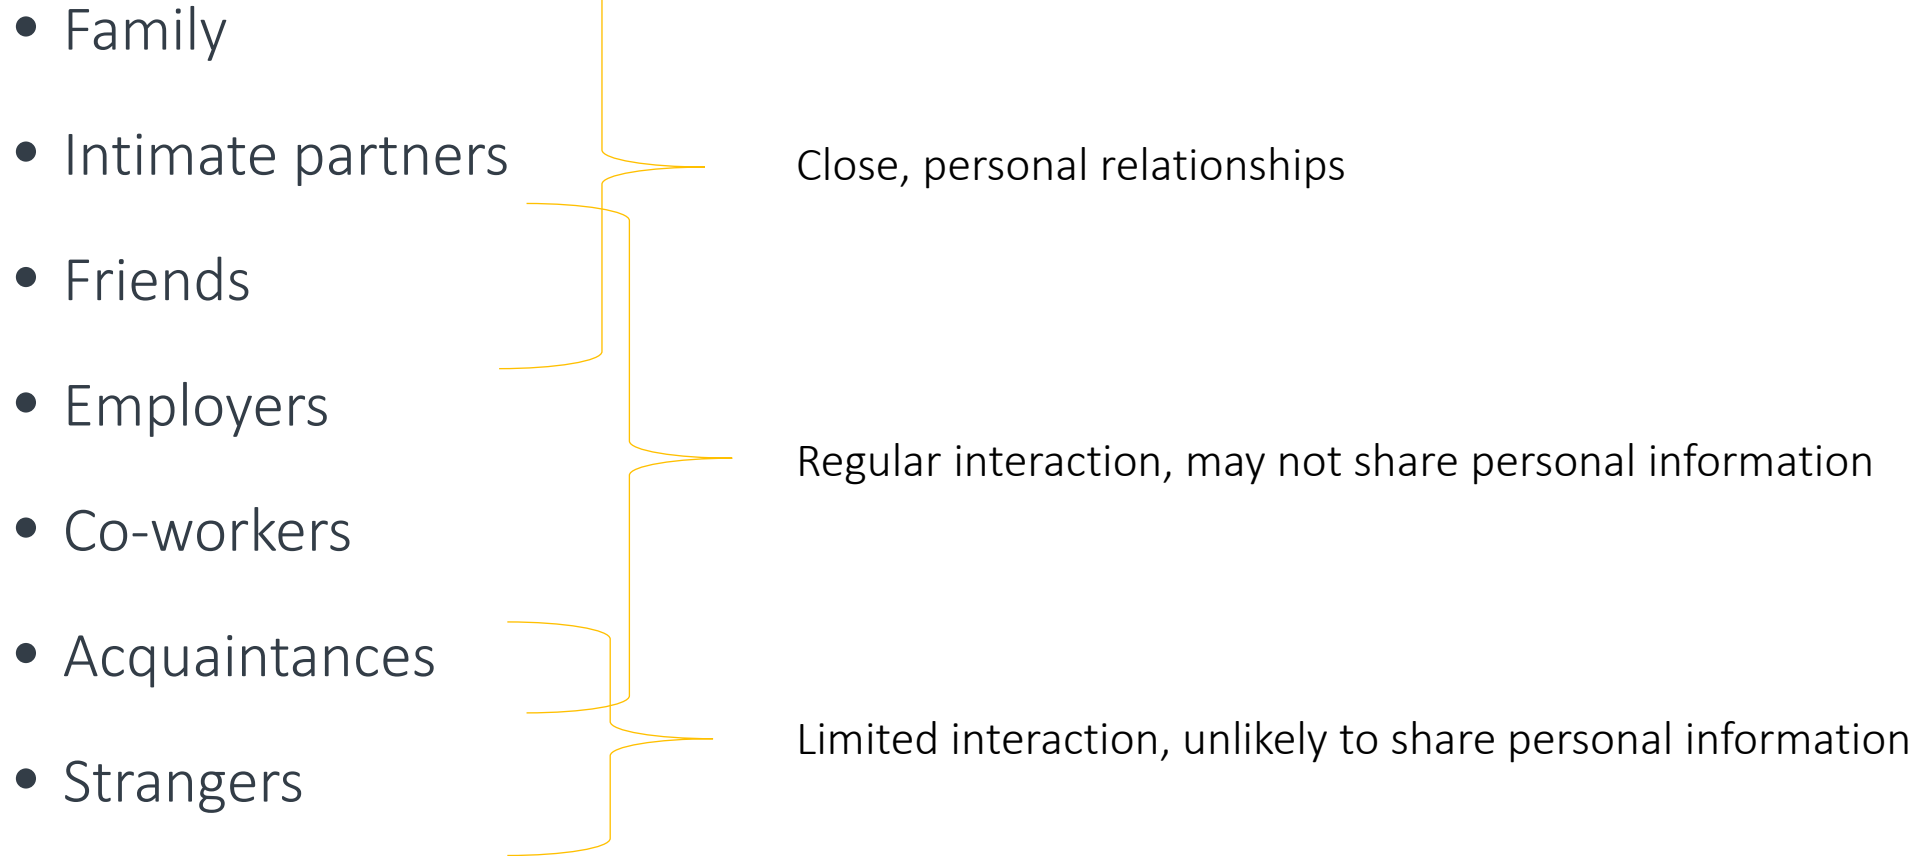 • Family
• Intimate partners
Close, personal relationships
• Friends
• Employers
Regular interaction, may not share personal information
• Co-workers
• Acquaintances
Limited interaction, unlikely to share personal information
• Strangers